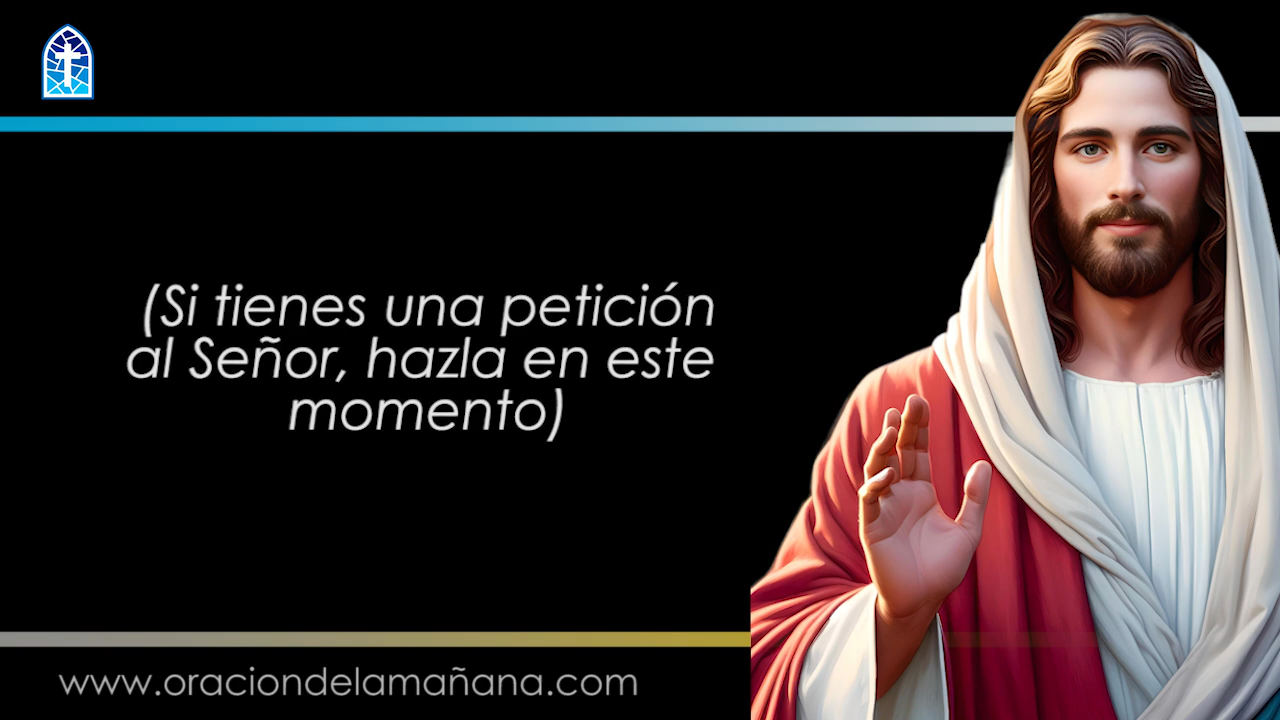 (Si tienes una petición
al Señor, hazla en este
momento)
www.oraciondelamañana.com